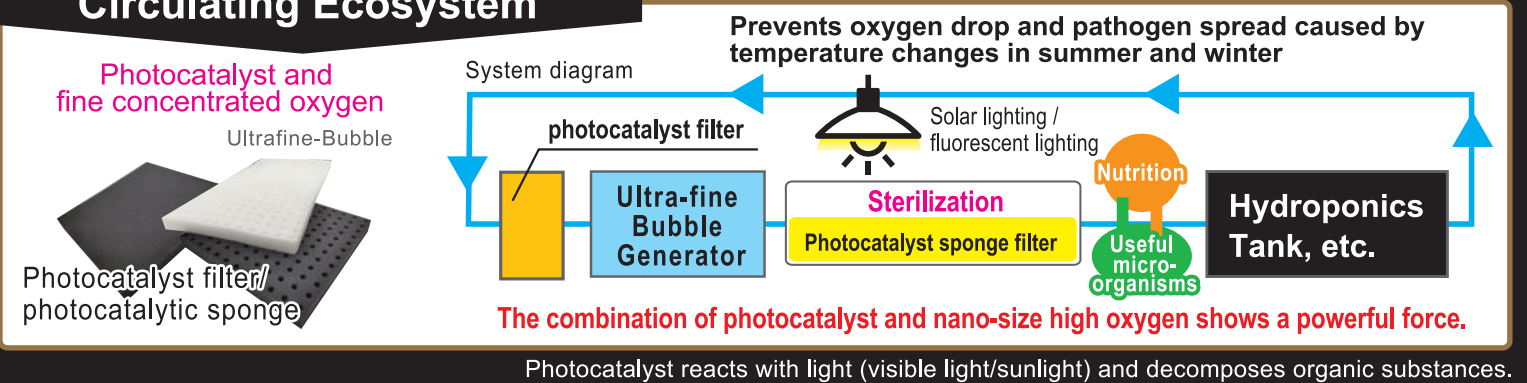 Circulating Ecosystem
Prevents oxygen drop and pathogen spread caused by
temperature changes in summer and winter
Photocatalyst and
fine concentrated oxygen
Ultrafine-Bubble
Photocatalyst filter/
photocatalytic sponge
System diagram
photocatalyst filter
Solar lighting /
fluorescent lighting
Ultra-fine
Bubble
Generator
Sterilization
Photocatalyst sponge filter
Nutrition
Useful
micro-
organisms
Hydroponics
Tank, etc.
The combination of photocatalyst and nano-size high oxygen shows a powerful force.
Photocatalyst reacts with light (visible light/sunlight) and decomposes organic substances.